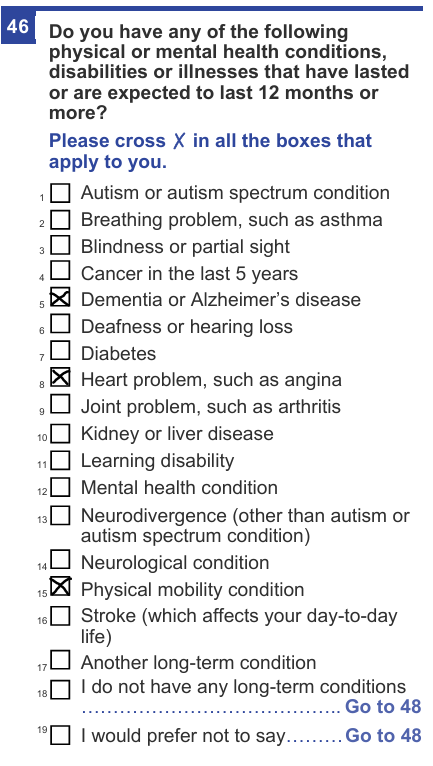 46
Do you have any of the following
physical or mental health conditions,
disabilities or illnesses that have lasted
or are expected to last 12 months or
more?
Please cross ✗ in all the boxes that
apply to you.
1 Autism or autism spectrum condition
2 Breathing problem, such as asthma
3 Blindness or partial sight
4 Cancer in the last 5 years
5 Dementia or Alzheimer’s disease
6 Deafness or hearing loss
7 Diabetes
8 Heart problem, such as angina
9 Joint problem, such as arthritis
10 Kidney or liver disease
11 Learning disability
12 Mental health condition
13 Neurodivergence (other than autism or
autism spectrum condition)
14 Neurological condition
15 Physical mobility condition
16 Stroke (which affects your day-to-day
life)
17 Another long-term condition
18 I do not have any long-term conditions
........................................ Go to 48
19 I would prefer not to say......... Go to 48